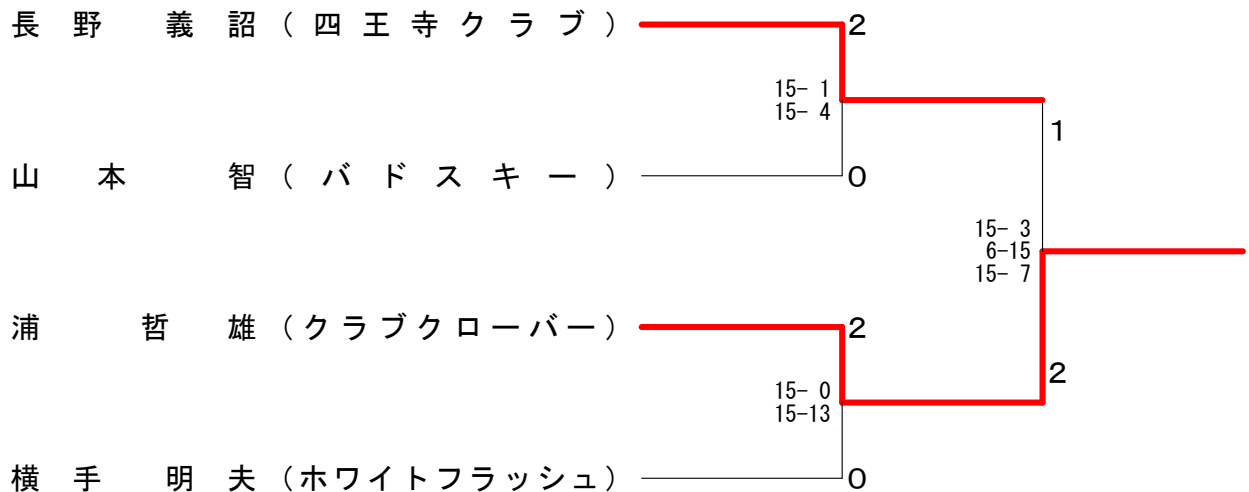 長野 義詔(四王寺クラブ) 2
15- 1
15- 4
1
山本 智(バドスキー) 0
15- 3
6-15
15- 7
浦 哲雄(クラブクローバー) 2
2
15- 0
15-13
横手 明夫(ホワイトフラッシュ) 0